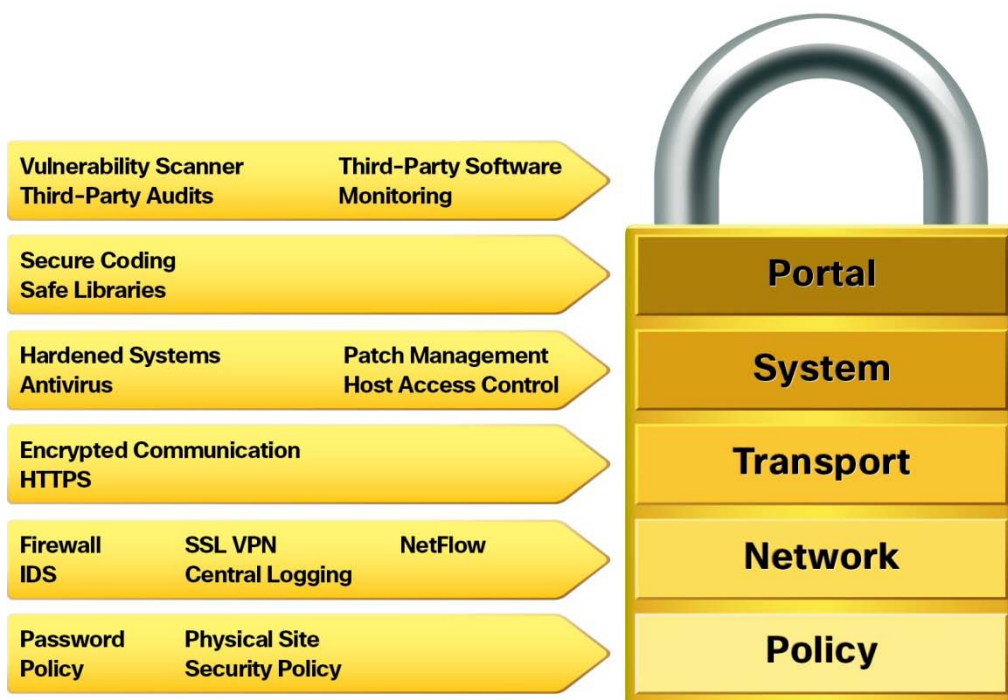 Vulnerability Scanner Third-Party Software
Third-Party Audits Monitoring
Secure Coding
Safe Libraries
Portal
Hardened Systems Patch Management
Antivirus Host Access Control
System
Encrypted Communication
HTTPS
Transport
Firewall SSL VPN NetFlow
IDS Central Logging
Network
Password Physical Site
Policy Security Policy
Policy